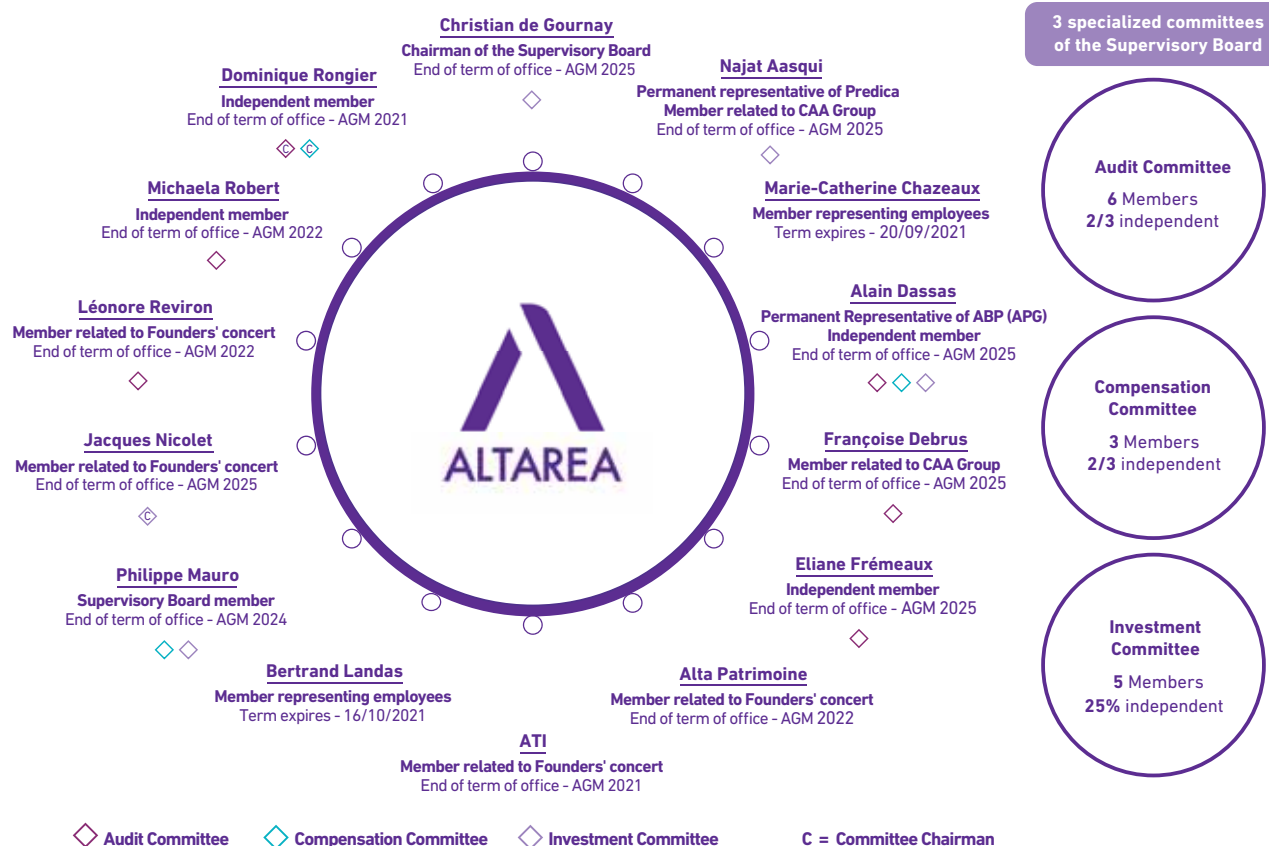 Christian de Gournay
Chairman of the Supervisory Board
End of term of office - AGM 2025
Dominique Rongier
Independent member
End of term of office - AGM 2021
C C
Najat Aasqui
Permanent representative of Predica
Member related to CAA Group
End of term of office - AGM 2025
Michaela Robert
Independent member
End of term of office - AGM 2022
Marie-Catherine Chazeaux
Member representing employees
Term expires - 20/09/2021
Léonore Reviron
Member related to Founders' concert
End of term of office - AGM 2022
Alain Dassas
Permanent Representative of ABP (APG)
Independent member
End of term of office - AGM 2025
ALTAREA
Jacques Nicolet
Member related to Founders' concert
End of term of office - AGM 2025
C
Françoise Debrus
Member related to CAA Group
End of term of office - AGM 2025
Philippe Mauro
Supervisory Board member
End of term of office - AGM 2024
Eliane Frémeaux
Independent member
End of term of office - AGM 2025
Bertrand Landas
Member representing employees
Term expires - 16/10/2021
Alta Patrimoine
Member related to Founders' concert
End of term of office - AGM 2022
ATI
Member related to Founders' concert
End of term of office - AGM 2021
3 specialized committees
of the Supervisory Board
Audit Committee
6 Members
2/3 independent
Compensation
Committee
3 Members
2/3 independent
Investment
Committee
5 Members
25% independent
Audit Committee
Compensation Committee
Investment Committee
C = Committee Chairman